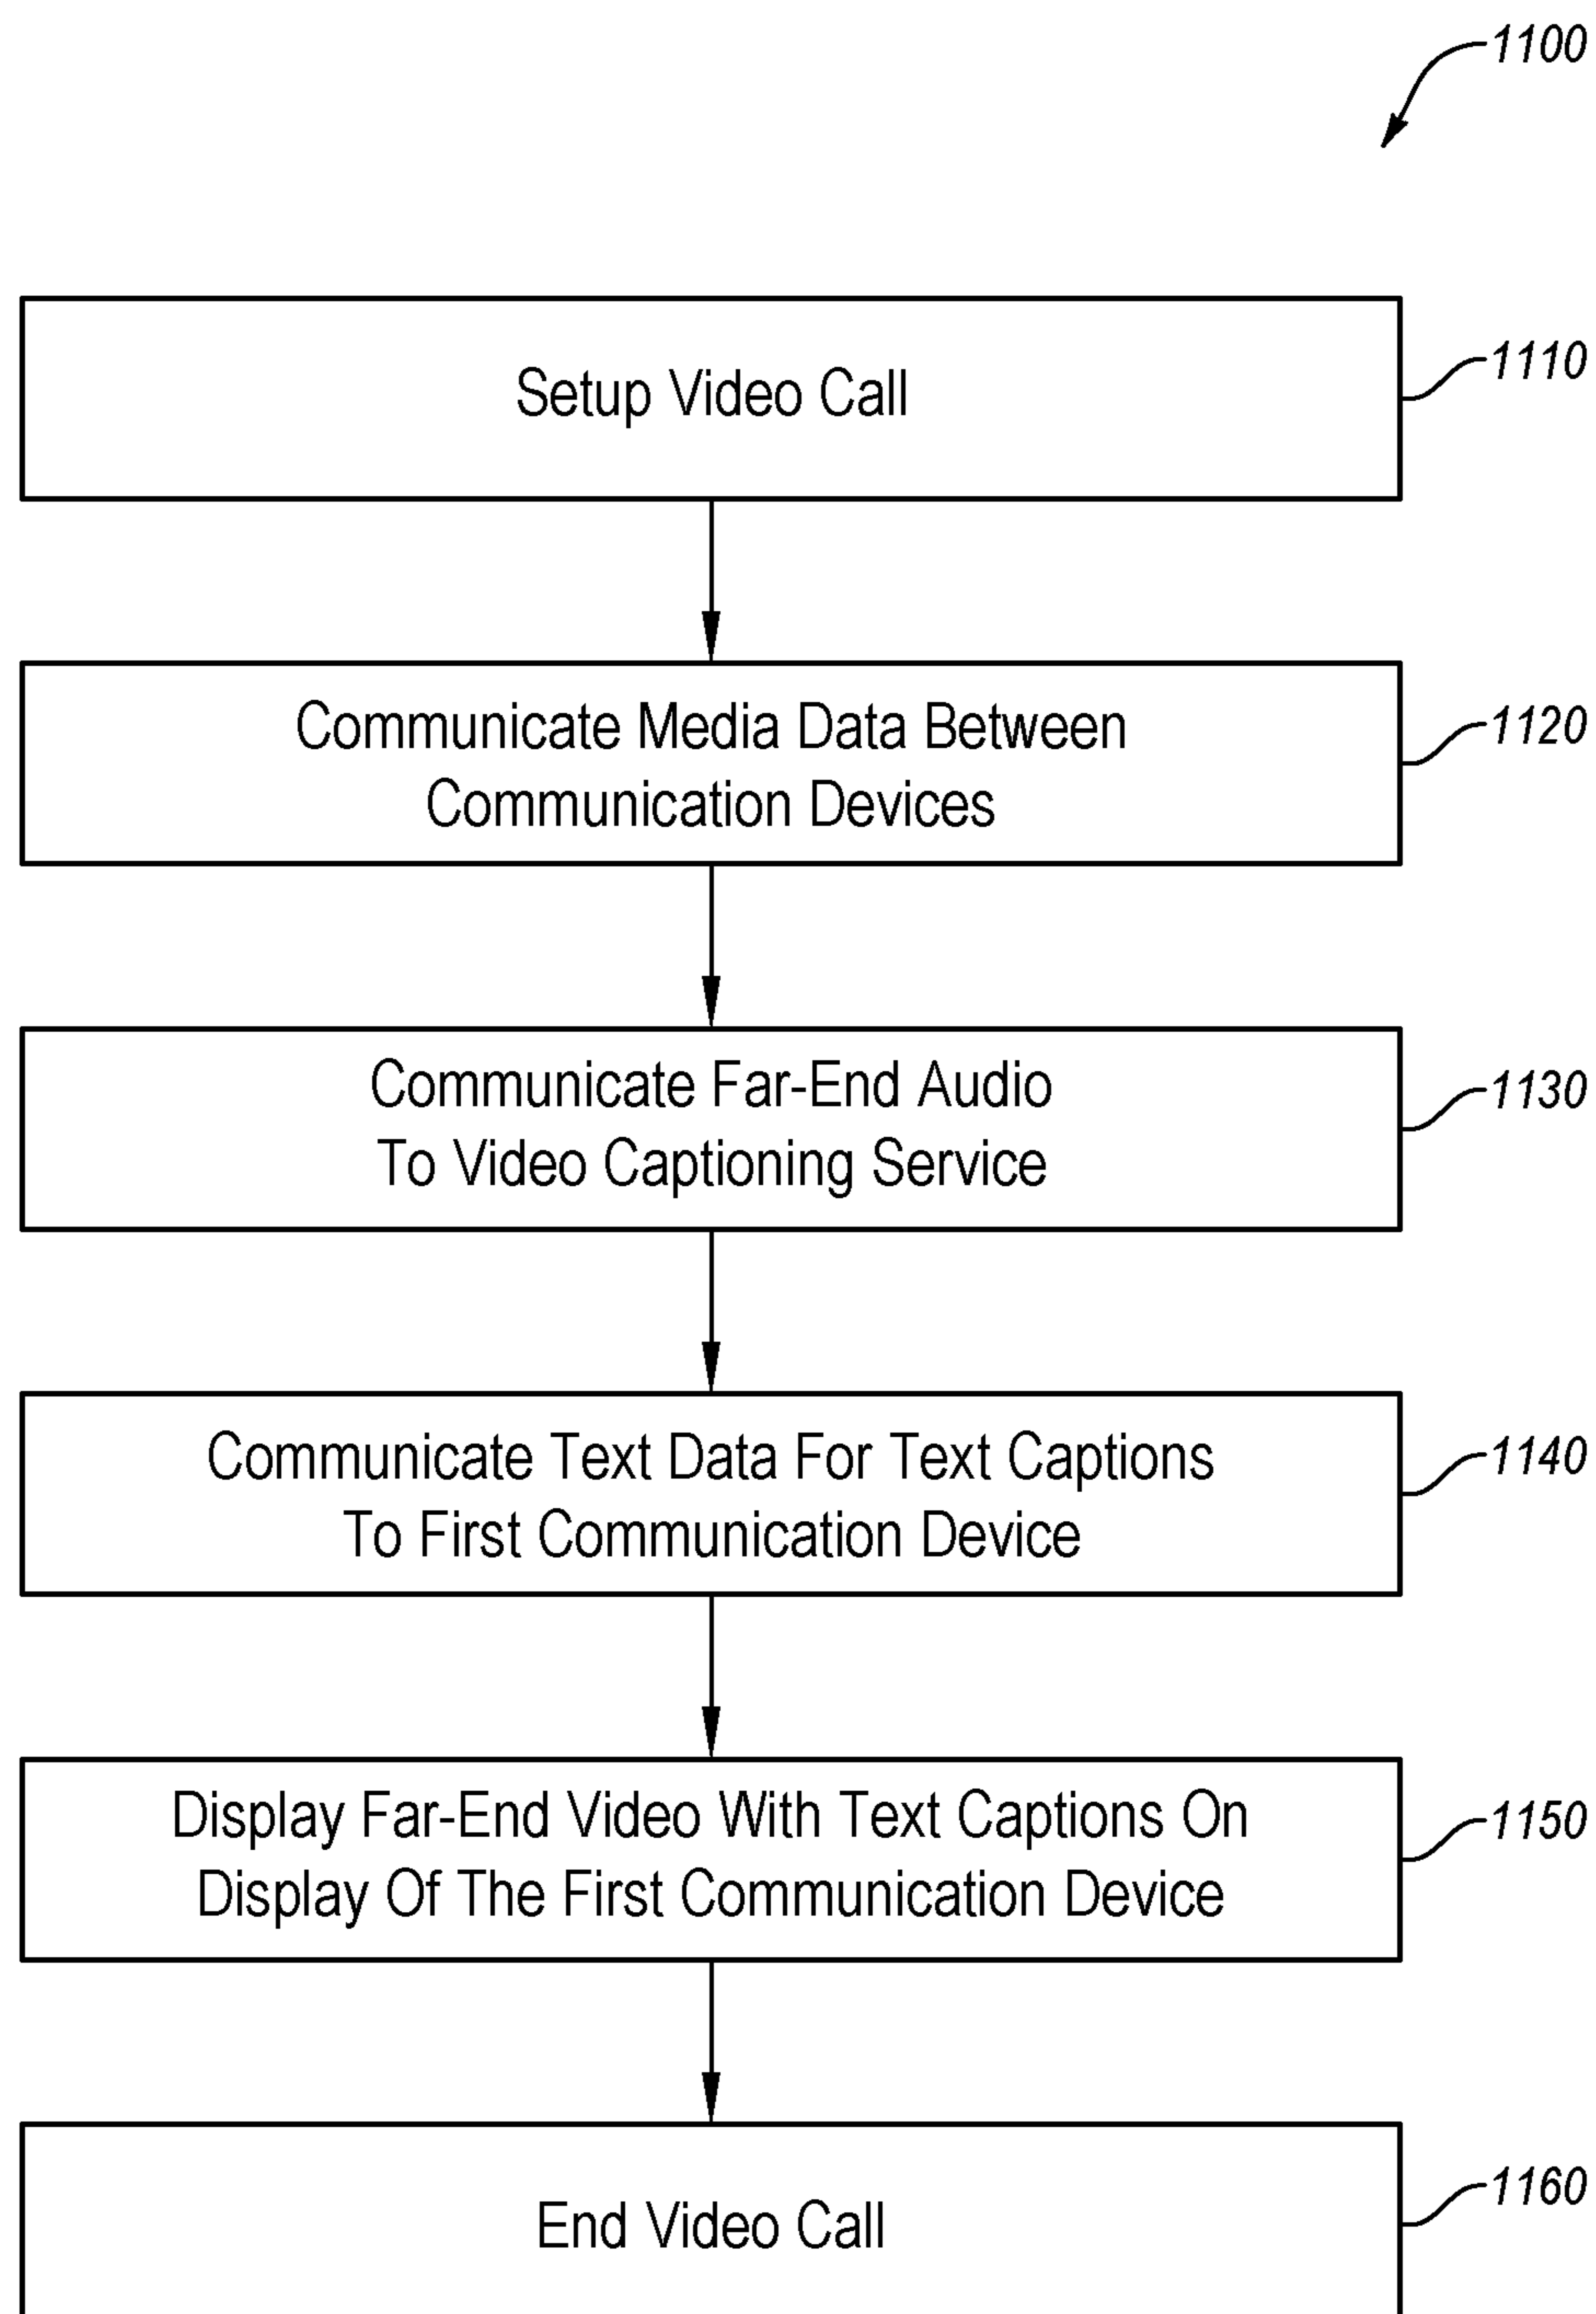 1100
Setup Video Call
1110
Communicate Media Data Between
Communication Devices
1120
Communicate Far-End Audio
To Video Captioning Service
1130
Communicate Text Data For Text Captions
To First Communication Device
1140
Display Far-End Video With Text Captions On
Display Of The First Communication Device
1150
End Video Call
1160